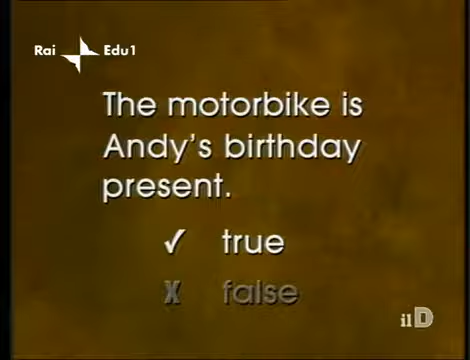 Rai Edu1
The motorbike is
Andy's birthday
present.
✓ true
X false
ilD